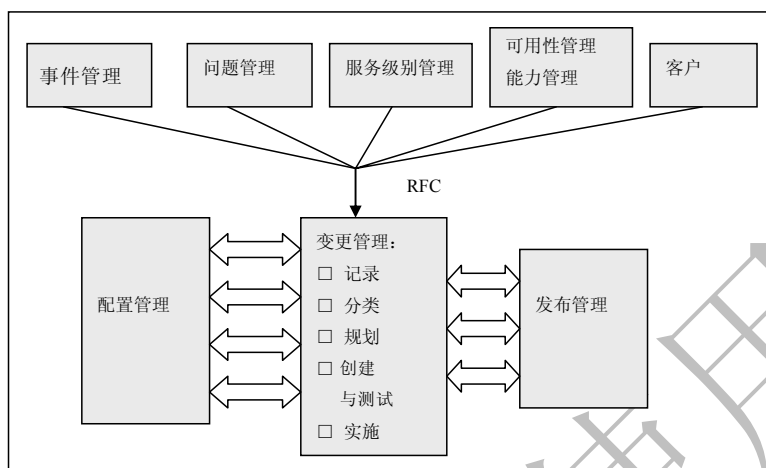 事件管理
问题管理
服务级别管理
可用性管理
能力管理
客户
RFC
配置管理
变更管理：
□ 记录
□ 分类
□ 规划
□ 创建
与测试
□ 实施
发布管理
使用